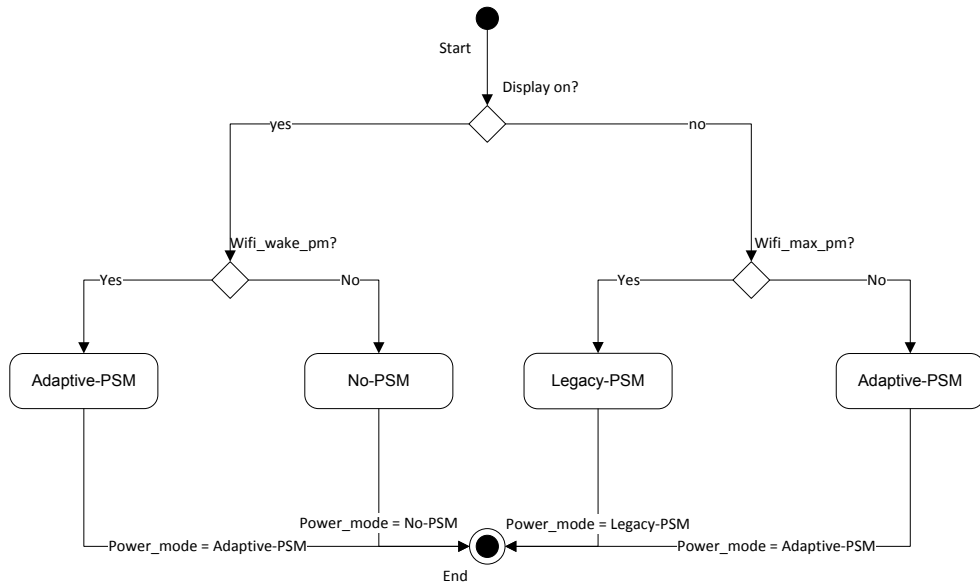 Start
Display on?
yes
no
Wifi_wake_pm?
Wifi_max_pm?
Yes
No
Yes
No
Adaptive-PSM
No-PSM
Legacy-PSM
Adaptive-PSM
Power_mode = No-PSM
Power_mode = Legacy-PSM
Power_mode = Adaptive-PSM
Power_mode = Adaptive-PSM
End